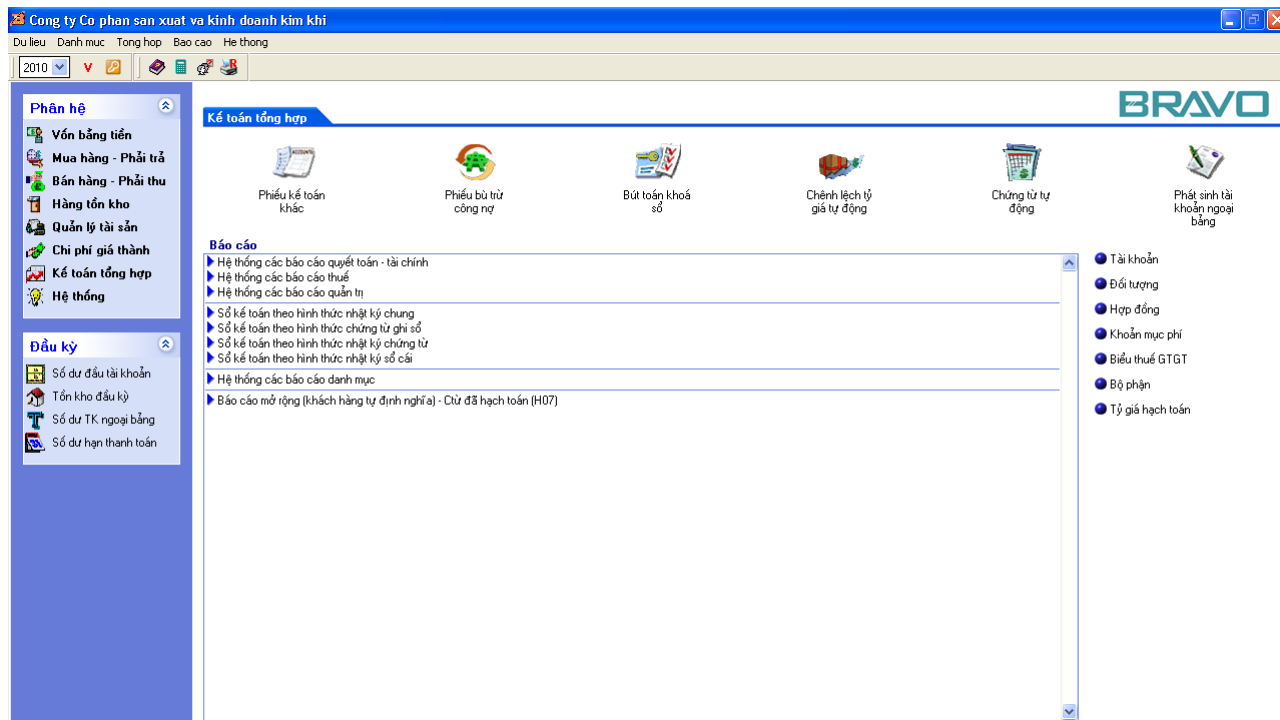 Cong ty Co phan san xuat va kinh doanh kim khi
Du lieu Danh muc Tong hop Bao cao He thong
2010 V
BRAVO
Phân hệ
Vốn bằng tiền
Mua hàng - Phải trả
Bán hàng - Phải thu
Hàng tồn kho
Quản lý tài sản
Chi phí giá thành
Kế toán tổng hợp
Hệ thống
Đầu kỳ
Số dư đầu tài khoản
Tồn kho đầu kỳ
Số dư TK ngoại bảng
Số dư hạn thanh toán
Kế toán tổng hợp
Phiếu kế toán
khác
Phiếu bù trừ
công nợ
Bút toán khoá
sổ
Chênh lệch tỷ
giá tự động
Chứng từ tự
động
Phát sinh tài
khoản ngoại
bảng
Báo cáo
Hệ thống các báo cáo quyết toán - tài chính
Hệ thống các báo cáo thuế
Hệ thống các báo cáo quản trị
Sổ kế toán theo hình thức nhật ký chung
Sổ kế toán theo hình thức chứng từ ghi sổ
Sổ kế toán theo hình thức nhật ký chứng từ
Sổ kế toán theo hình thức nhật ký sổ cái
Hệ thống các báo cáo danh mục
Báo cáo mở rộng (khách hàng tự định nghĩa) - Ctừ đã hạch toán (H07)
Tài khoản
Đối tượng
Hợp đồng
Khoản mục phí
Biểu thuế GTGT
Bộ phận
Tỷ giá hạch toán